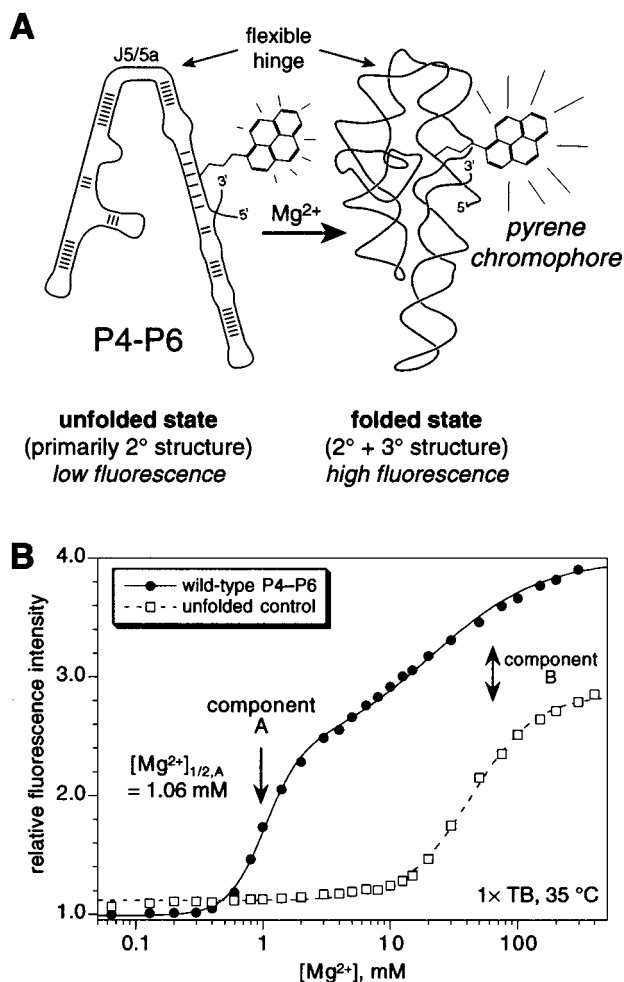 A
J5/5a
flexible
hinge
3'
5'
Mg²⁺
3'
5'
pyrene
chromophore
P4-P6
unfolded state
(primarily 2° structure)
low fluorescence
folded state
(2° + 3° structure)
high fluorescence
B
relative fluorescence intensity
4.0
3.0
2.0
1.0
wild-type P4–P6
unfolded control
component
A
[Mg²⁺]1/2,A
= 1.06 mM
component
B
1× TB, 35 °C
0.1
1
10
100
[Mg²⁺], mM